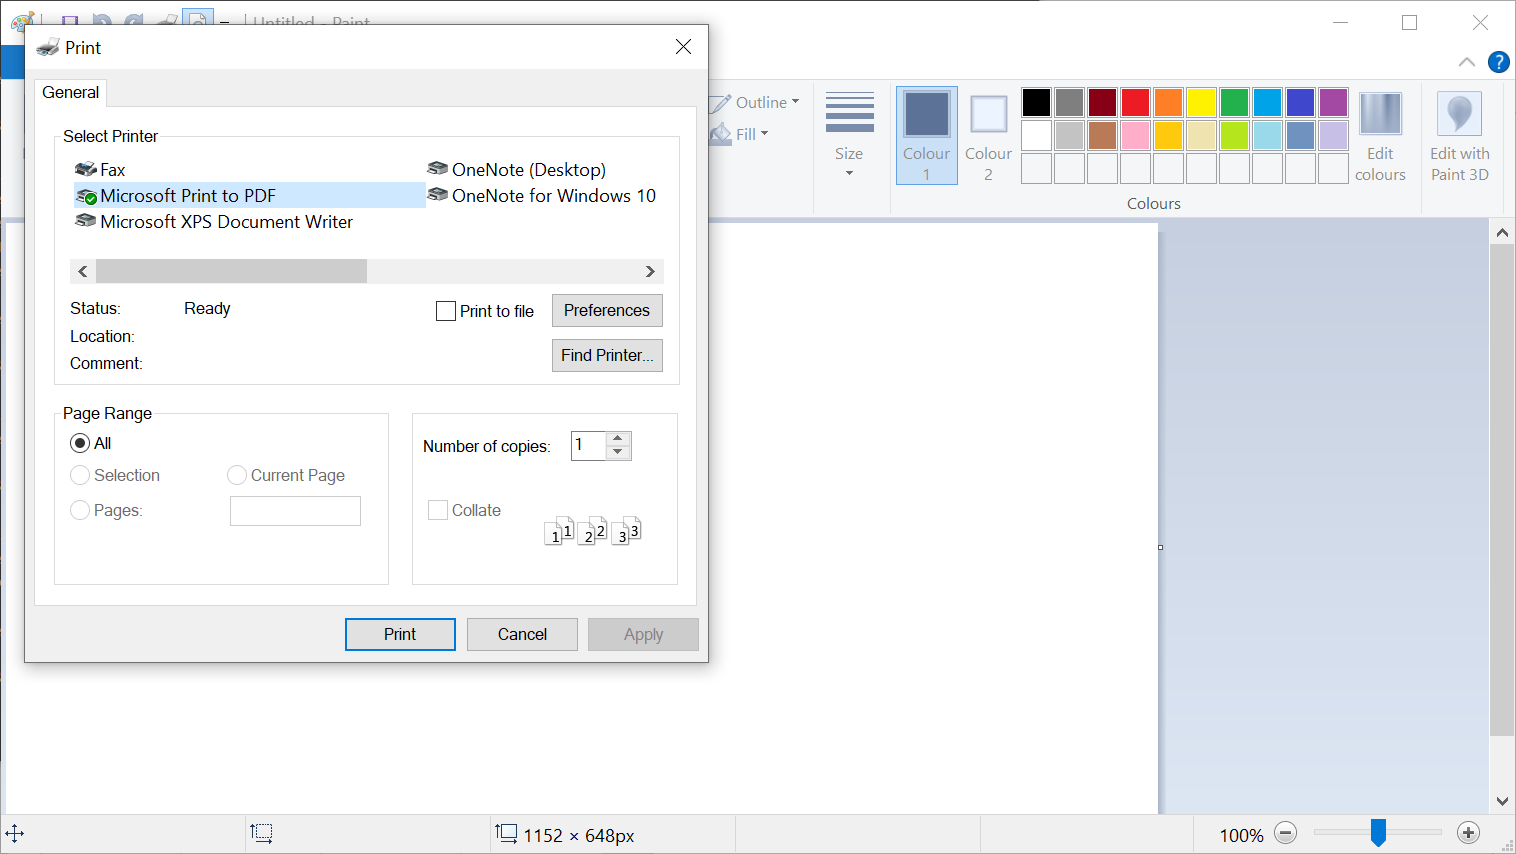 Untitled - Paint
Print
General
Select Printer
Fax
OneNote (Desktop)
Microsoft Print to PDF
OneNote for Windows 10
Microsoft XPS Document Writer
Status: Ready
Print to file
Preferences
Location:
Comment:
Find Printer...
Page Range
All
Selection
Current Page
Pages:
Number of copies: 1
Collate
1 1 2 2 3 3
Print
Cancel
Apply
Outline
Fill
Size
Colour
1
Colour
2
Edit
colours
Edit with
Paint 3D
Colours
?
1152 × 648px
100%